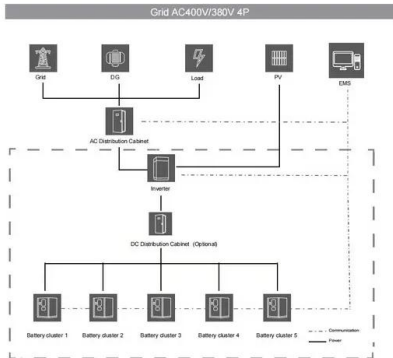 Grid AC400V/380V 4P
Grid
DG
Load
PV
EMS
AC Distribution Cabinet
Inverter
DC Distribution Cabinet (Optional)
Battery cluster 1
Battery cluster 2
Battery cluster 3
Battery cluster 4
Battery cluster 5
Communication
Power